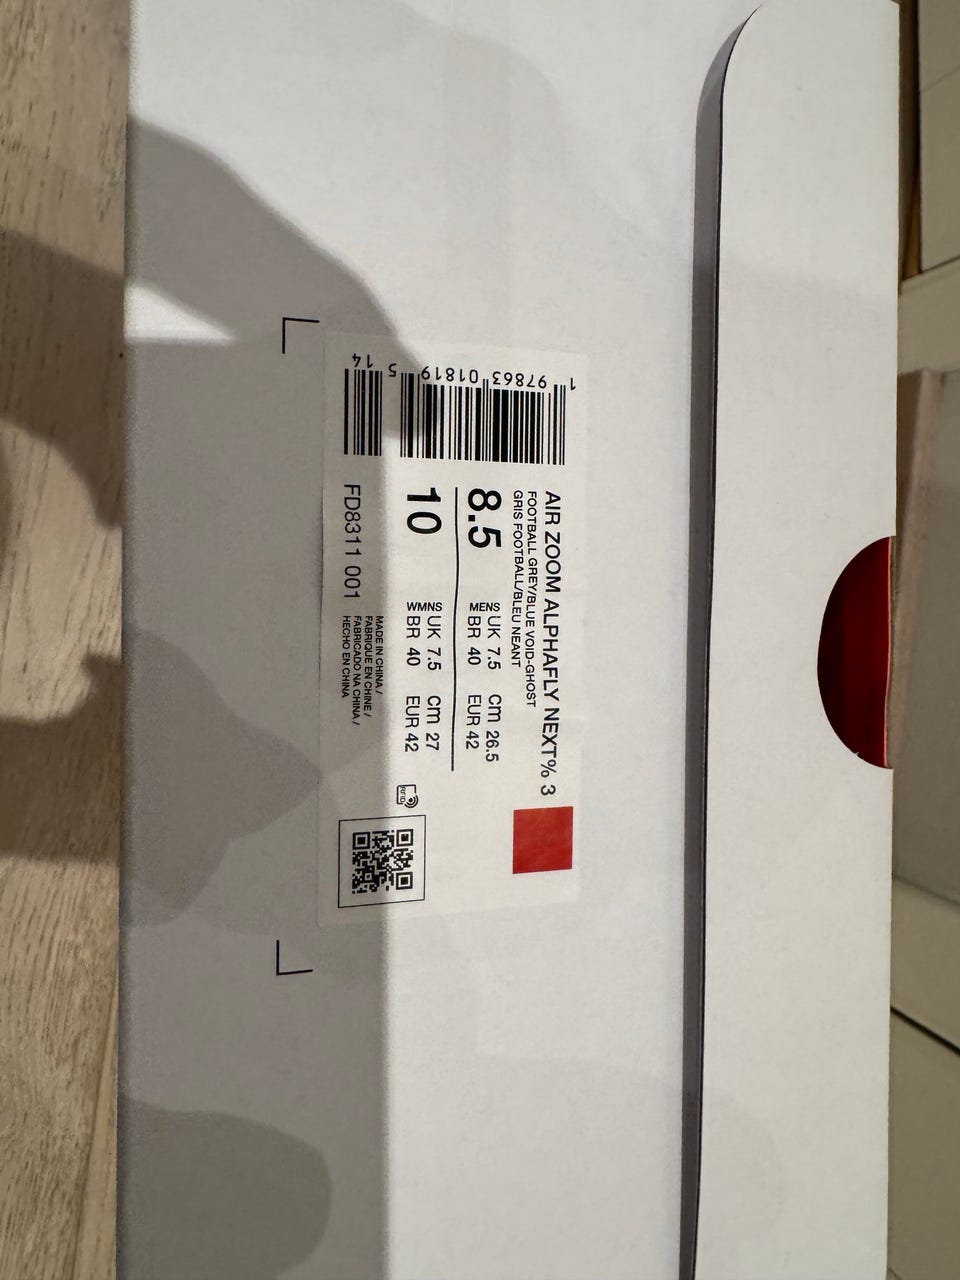 AIR ZOOM ALPHAFLY NEXT% 3
FOOTBALL GREY/BLUE VOID-GHOST
GRIS FOOTBALL/BLEU NEANT
8.5 MENS UK 7.5 cm 26.5
BR 40 EUR 42
10 WMNS UK 7.5 cm 27
BR 40 EUR 42
RFID
FD8311 001
MADE IN CHINA /
FABRIQUE EN CHINE /
FABRICADO NA CHINA /
HECHO EN CHINA
1 97863 01819 5 14